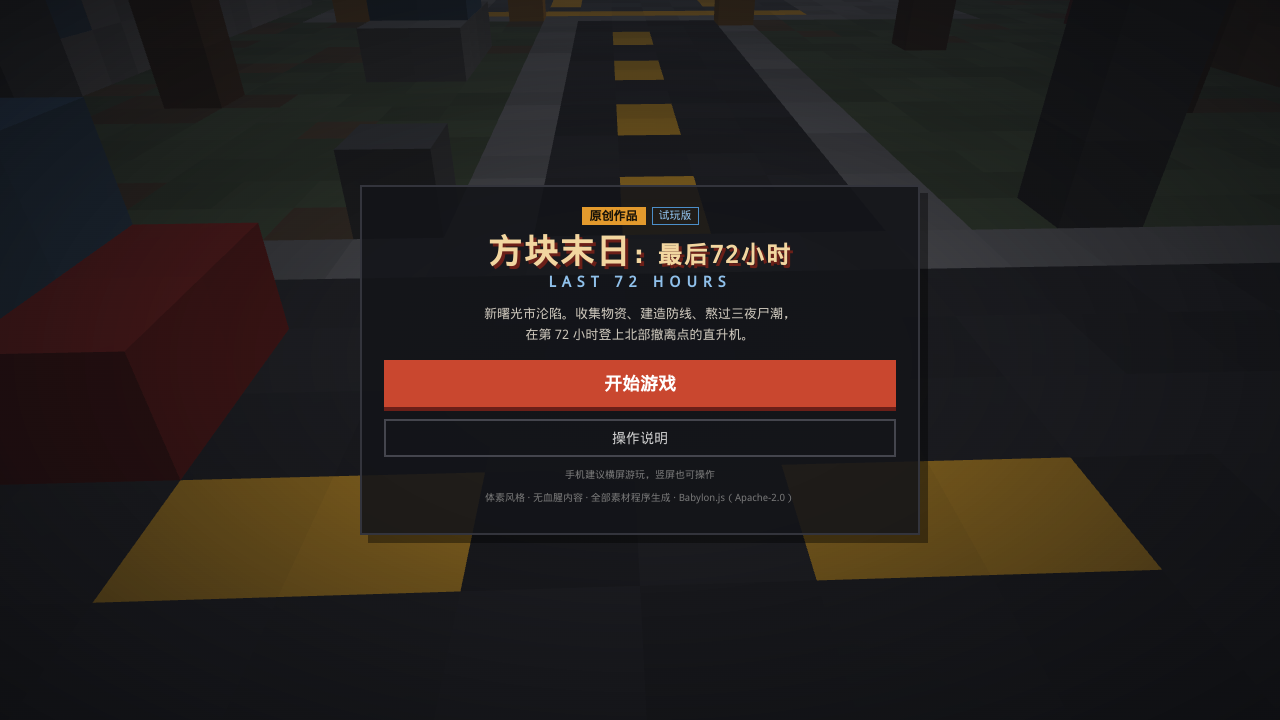 原创作品 试玩版
方块末日：最后72小时
LAST 72 HOURS
新曙光市沦陷。收集物资、建造防线、熬过三夜尸潮，
在第 72 小时登上北部撤离点的直升机。
开始游戏
操作说明
手机建议横屏游玩，竖屏也可操作
体素风格 · 无血腥内容 · 全部素材程序生成 · Babylon.js（Apache-2.0）